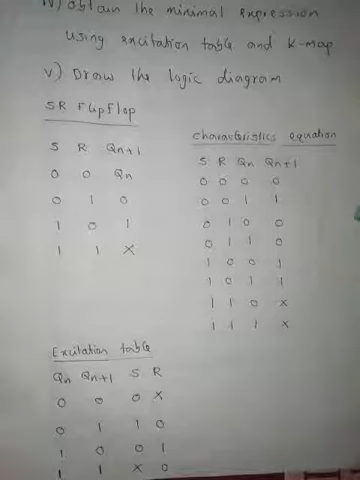 iv) obtain the minimal expression
using excitation table and k-map
v) Draw the logic diagram
SR FlipFlop
S R Qn+1
0 0 Qn
0 1 0
1 0 1
1 1 X
Characteristics equation
S R Qn Qn+1
0 0 0 0
0 0 1 1
0 1 0 0
0 1 1 0
1 0 0 1
1 0 1 1
1 1 0 x
1 1 1 x
Excitation table
Qn Qn+1 S R
0 0 0 X
0 1 1 0
1 0 0 1
1 1 X 0